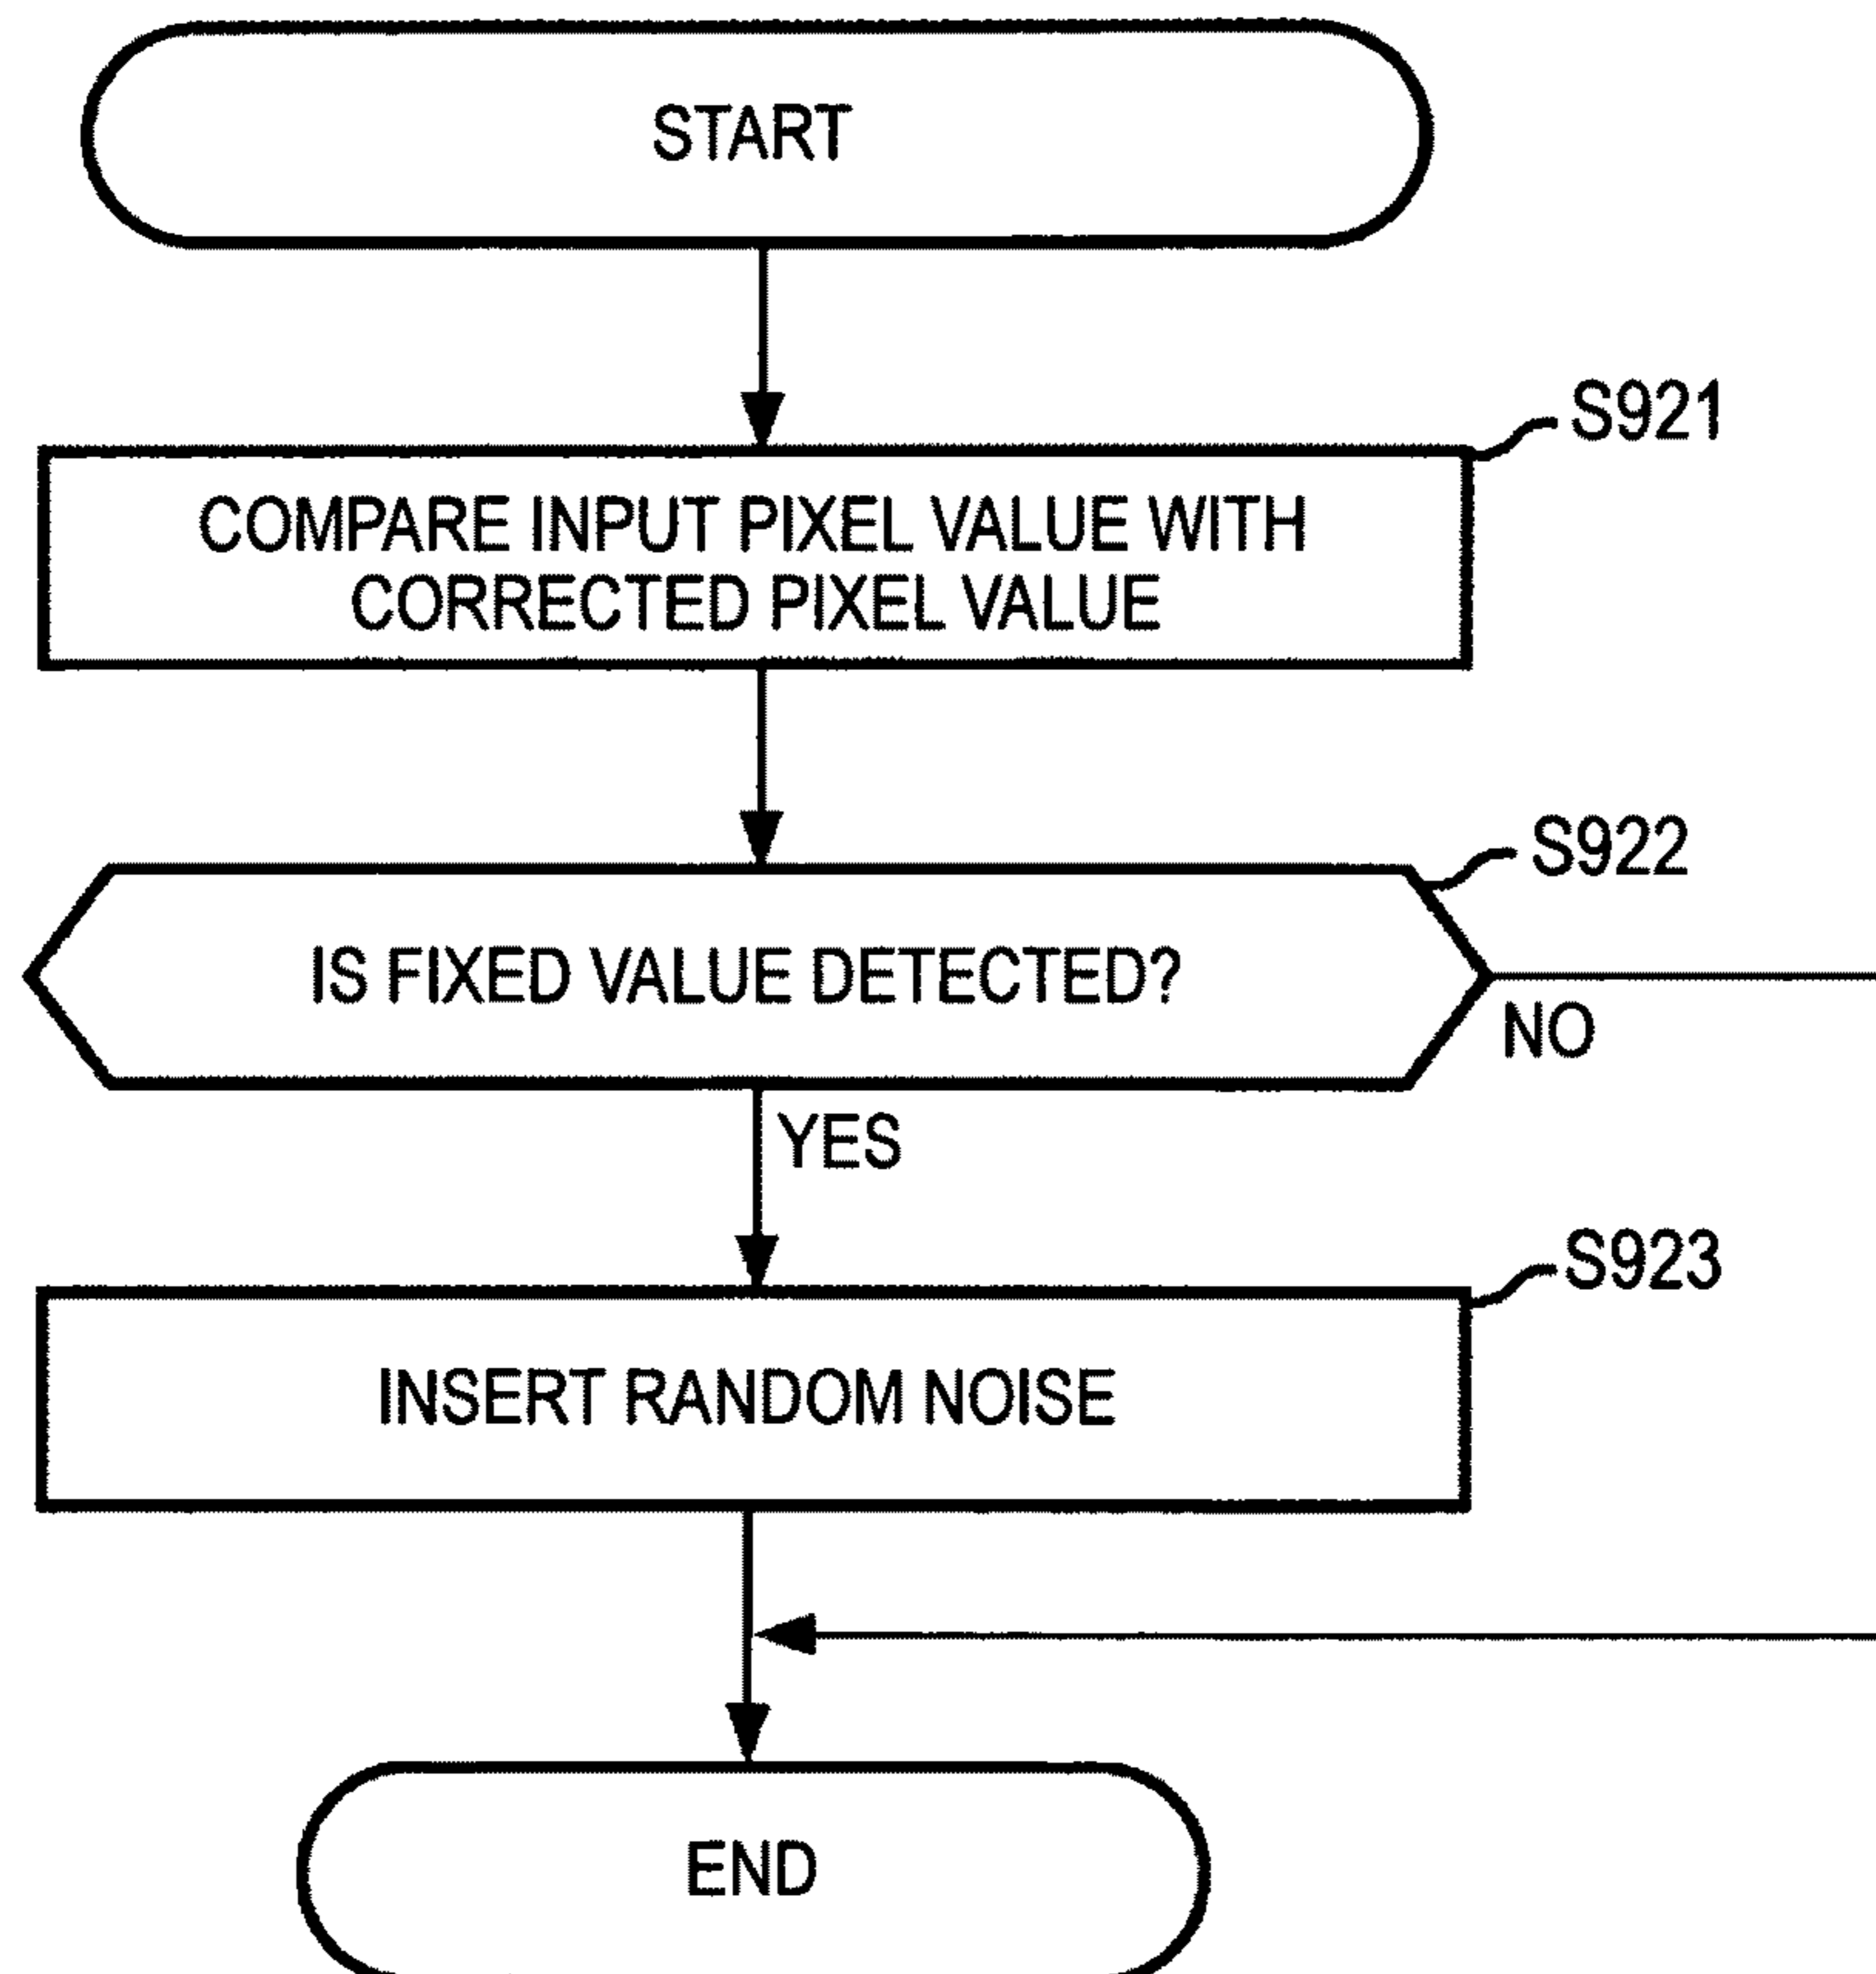 START
S921
COMPARE INPUT PIXEL VALUE WITH
CORRECTED PIXEL VALUE
S922
IS FIXED VALUE DETECTED?
NO
YES
S923
INSERT RANDOM NOISE
END